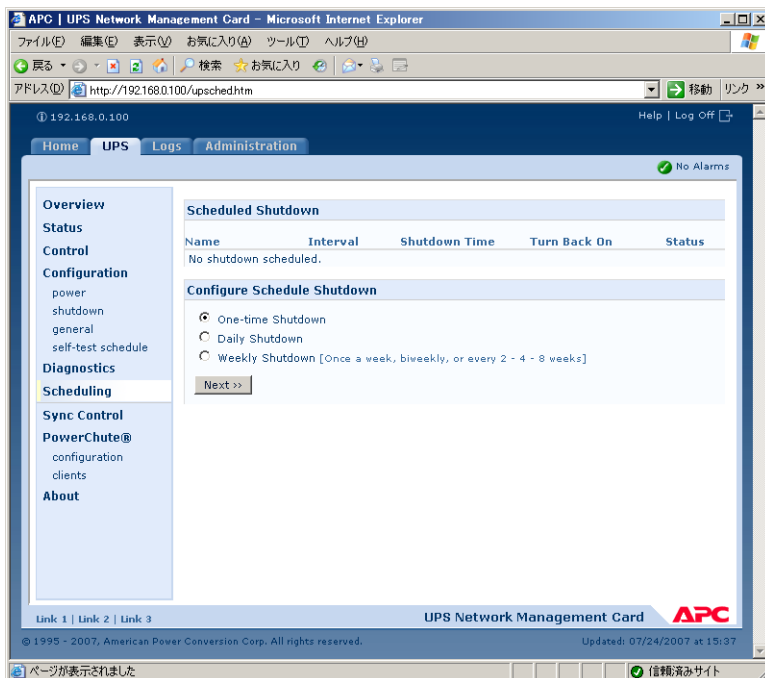 APC | UPS Network Management Card - Microsoft Internet Explorer
ファイル(F) 編集(E) 表示(V) お気に入り(A) ツール(T) ヘルプ(H)
戻る 検索 お気に入り
アドレス(D) http://192.168.0.100/upsched.htm 移動 リンク »
192.168.0.100 Help | Log Off
Home UPS Logs Administration
No Alarms
Overview
Status
Control
Configuration
power
shutdown
general
self-test schedule
Diagnostics
Scheduling
Sync Control
PowerChute®
configuration
clients
About
Scheduled Shutdown
Name Interval Shutdown Time Turn Back On Status
No shutdown scheduled.
Configure Schedule Shutdown
One-time Shutdown
Daily Shutdown
Weekly Shutdown [Once a week, biweekly, or every 2 - 4 - 8 weeks]
Next >>
Link 1 | Link 2 | Link 3 UPS Network Management Card APC
© 1995 - 2007, American Power Conversion Corp. All rights reserved. Updated: 07/24/2007 at 15:37
ページが表示されました 信頼済みサイト